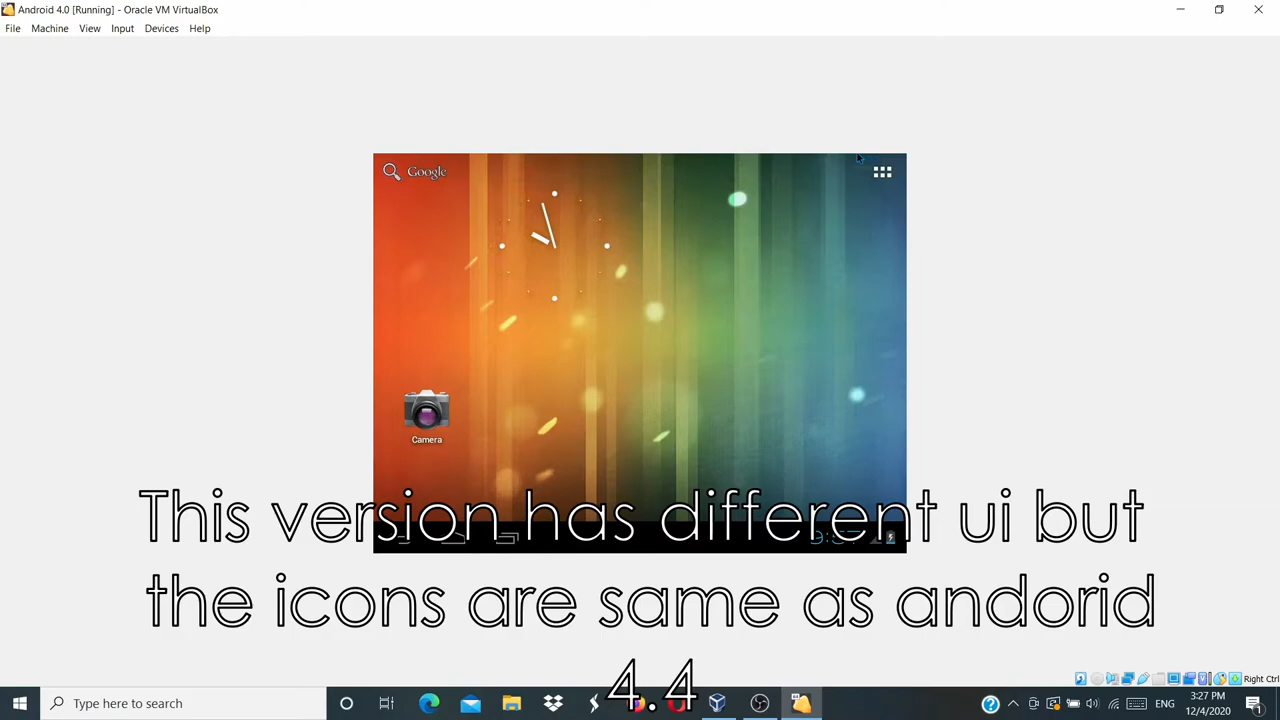 Android 4.0 [Running] - Oracle VM VirtualBox
File Machine View Input Devices Help
Google
Camera
This version has different ui but
the icons are same as andorid
4.4
Right Ctrl
Type here to search
ENG
3:27 PM
12/4/2020
1